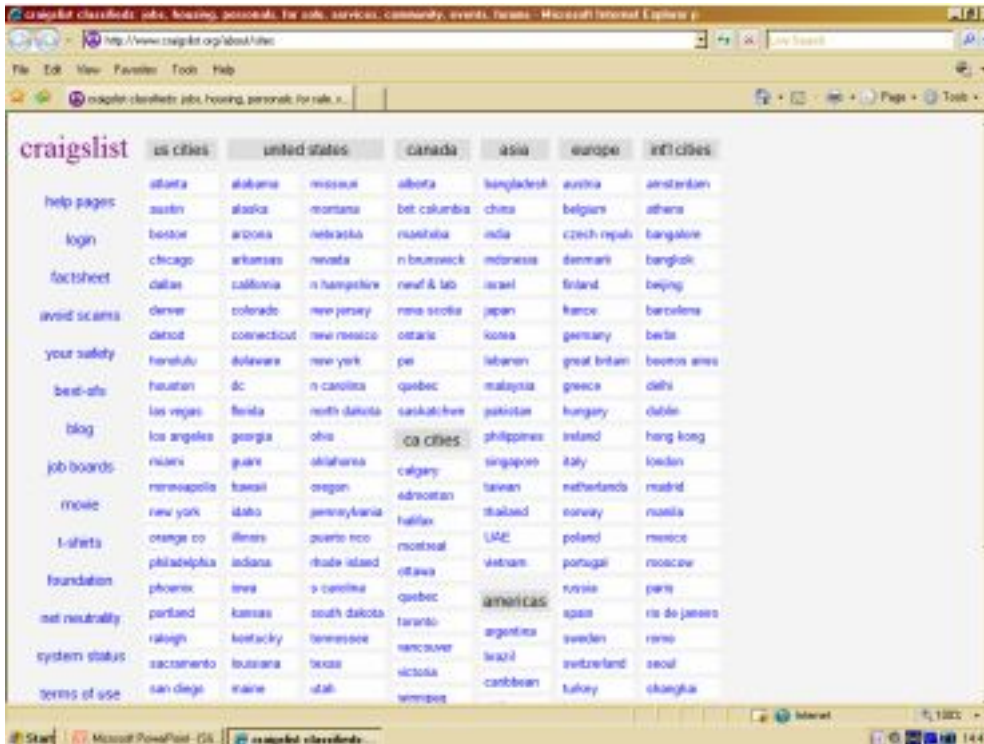 craigslist classifieds: jobs, housing, personals, for sale, services, community, events, forums - Microsoft Internet Explorer p
http://www.craigslist.org/about/sites
Live Search
File Edit View Favorites Tools Help
craigslist classifieds: jobs, housing, personals, for sale, s...
Page Tools
craigslist
help pages
login
factsheet
avoid scams
your safety
best-ofs
blog
job boards
movie
t-shirts
foundation
net neutrality
system status
terms of use
us cities
atlanta
austin
boston
chicago
dallas
denver
detroit
honolulu
houston
las vegas
los angeles
miami
minneapolis
new york
orange co
philadelphia
phoenix
portland
raleigh
sacramento
san diego
united states
alabama
alaska
arizona
arkansas
california
colorado
connecticut
delaware
dc
florida
georgia
guam
hawaii
idaho
illinois
indiana
iowa
kansas
kentucky
louisiana
maine
missouri
montana
nebraska
nevada
n hampshire
new jersey
new mexico
new york
n carolina
north dakota
ohio
oklahoma
oregon
pennsylvania
puerto rico
rhode island
s carolina
south dakota
tennessee
texas
utah
canada
alberta
brit columbia
manitoba
n brunswick
newf & lab
nova scotia
ontario
pei
quebec
saskatchwn
ca cities
calgary
edmonton
halifax
montreal
ottawa
quebec
toronto
vancouver
victoria
winnipeg
asia
bangladesh
china
india
indonesia
israel
japan
korea
lebanon
malaysia
pakistan
philippines
singapore
taiwan
thailand
UAE
vietnam
americas
argentina
brazil
caribbean
europe
austria
belgium
czech repub
denmark
finland
france
germany
great britain
greece
hungary
ireland
italy
netherlands
norway
poland
portugal
russia
spain
sweden
switzerland
turkey
int'l cities
amsterdam
athens
bangalore
bangkok
beijing
barcelona
berlin
buenos aires
delhi
dublin
hong kong
london
madrid
manila
mexico
moscow
paris
rio de janeiro
rome
seoul
shanghai
Internet 100%
Start Microsoft PowerPoint craigslist classifieds:...